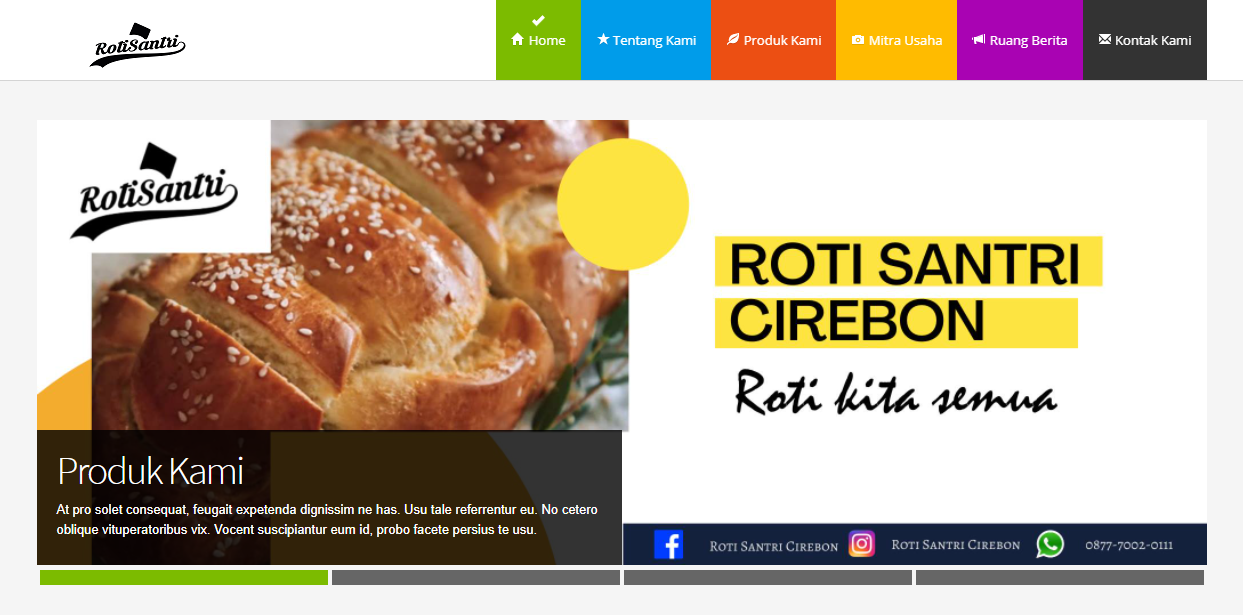 RotiSantri
Home
Tentang Kami
Produk Kami
Mitra Usaha
Ruang Berita
Kontak Kami
RotiSantri
ROTI SANTRI
CIREBON
Roti kita semua
Produk Kami
At pro solet consequat, feugait expetenda dignissim ne has. Usu tale referrentur eu. No cetero
oblique vituperatoribus vix. Vocent suscipiantur eum id, probo facete persius te usu.
Roti Santri Cirebon
Roti Santri Cirebon
0877-7002-0111